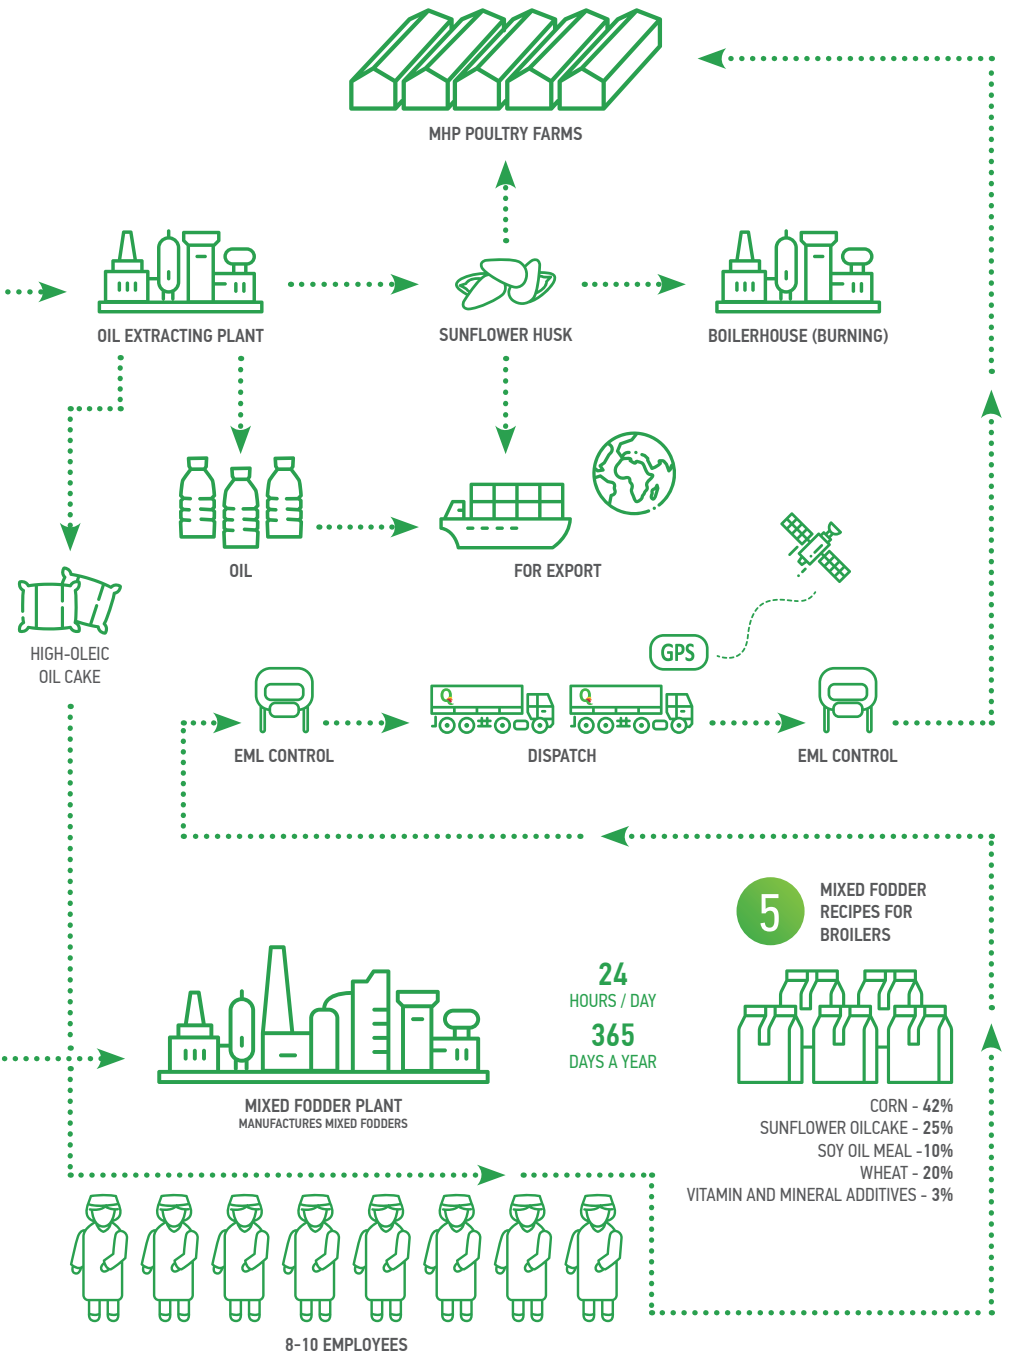 MHP POULTRY FARMS
OIL EXTRACTING PLANT
SUNFLOWER HUSK
BOILERHOUSE (BURNING)
OIL
FOR EXPORT
HIGH-OLEIC
OIL CAKE
GPS
EML CONTROL
DISPATCH
EML CONTROL
5
MIXED FODDER
RECIPES FOR
BROILERS
24
HOURS / DAY
365
DAYS A YEAR
MIXED FODDER PLANT
MANUFACTURES MIXED FODDERS
CORN - 42%
SUNFLOWER OILCAKE - 25%
SOY OIL MEAL -10%
WHEAT - 20%
VITAMIN AND MINERAL ADDITIVES - 3%
8-10 EMPLOYEES